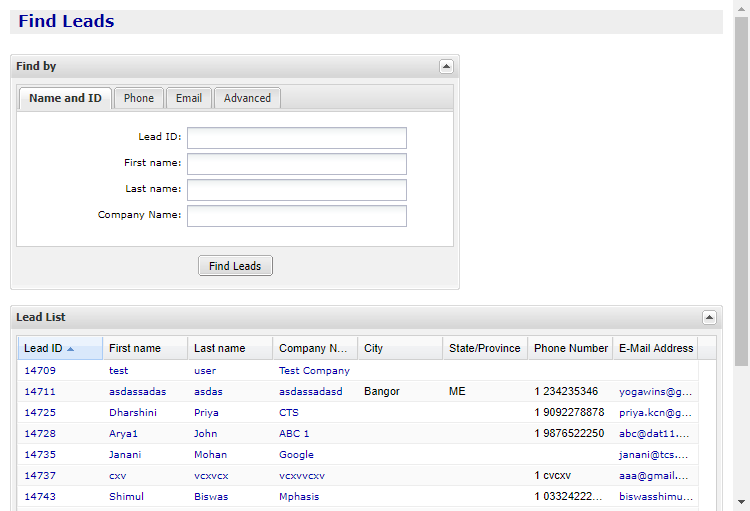 Find Leads
Find by
Name and ID Phone Email Advanced
Lead ID:
First name:
Last name:
Company Name:
Find Leads
Lead List
Lead ID First name Last name Company N... City State/Province Phone Number E-Mail Address
14709 test user Test Company
14711 asdassadas asdas asdassadasd Bangor ME 1 234235346 yogawins@g...
14725 Dharshini Priya CTS 1 9092278878 priya.kcn@g...
14728 Arya1 John ABC 1 1 9876522250 abc@dat11....
14735 Janani Mohan Google janani@tcs....
14737 cxv vcxvcx vcxvvcxv 1 cvcxv aaa@gmail....
14743 Shimul Biswas Mphasis 1 03324222... biswasshimu...